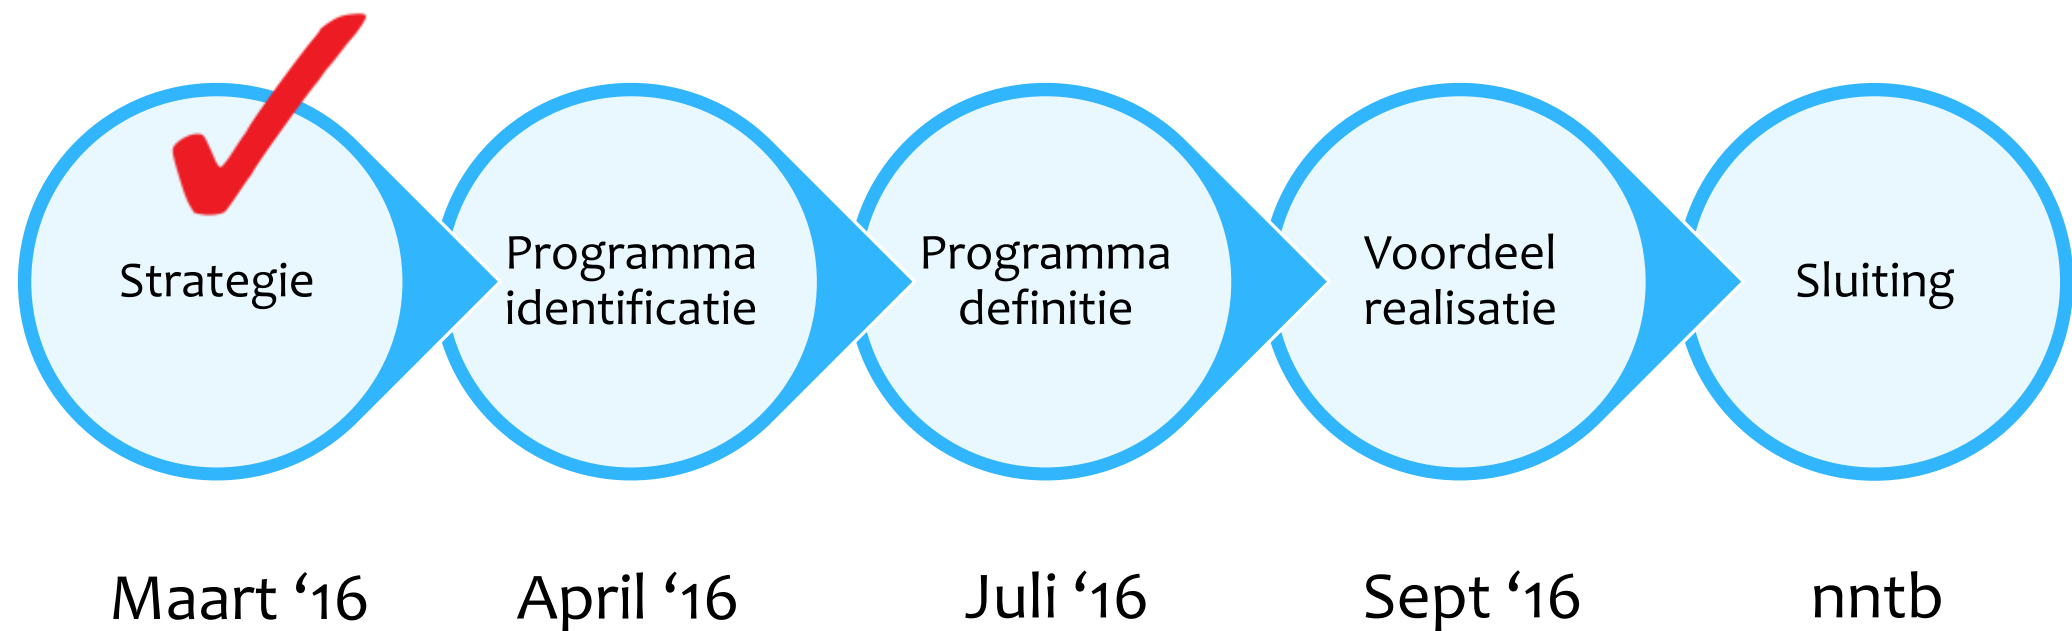 Strategie
Programma
identificatie
Programma
definitie
Voordeel
realisatie
Sluiting
Maart ‘16
April ‘16
Juli ‘16
Sept ‘16
nntb